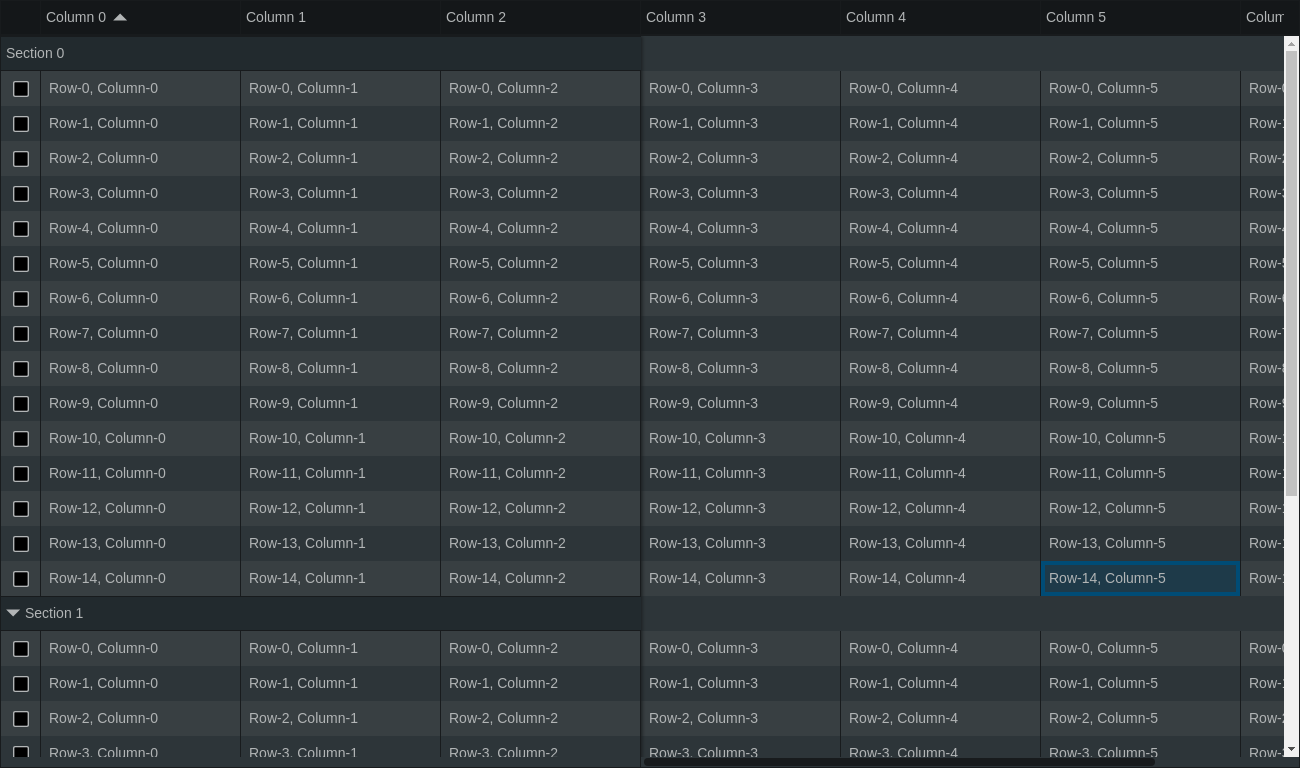 Column 0 Column 1 Column 2 Column 3 Column 4 Column 5 Colum
Section 0
Row-0, Column-0 Row-0, Column-1 Row-0, Column-2 Row-0, Column-3 Row-0, Column-4 Row-0, Column-5 Row-0
Row-1, Column-0 Row-1, Column-1 Row-1, Column-2 Row-1, Column-3 Row-1, Column-4 Row-1, Column-5 Row-1
Row-2, Column-0 Row-2, Column-1 Row-2, Column-2 Row-2, Column-3 Row-2, Column-4 Row-2, Column-5 Row-2
Row-3, Column-0 Row-3, Column-1 Row-3, Column-2 Row-3, Column-3 Row-3, Column-4 Row-3, Column-5 Row-3
Row-4, Column-0 Row-4, Column-1 Row-4, Column-2 Row-4, Column-3 Row-4, Column-4 Row-4, Column-5 Row-4
Row-5, Column-0 Row-5, Column-1 Row-5, Column-2 Row-5, Column-3 Row-5, Column-4 Row-5, Column-5 Row-5
Row-6, Column-0 Row-6, Column-1 Row-6, Column-2 Row-6, Column-3 Row-6, Column-4 Row-6, Column-5 Row-6
Row-7, Column-0 Row-7, Column-1 Row-7, Column-2 Row-7, Column-3 Row-7, Column-4 Row-7, Column-5 Row-7
Row-8, Column-0 Row-8, Column-1 Row-8, Column-2 Row-8, Column-3 Row-8, Column-4 Row-8, Column-5 Row-8
Row-9, Column-0 Row-9, Column-1 Row-9, Column-2 Row-9, Column-3 Row-9, Column-4 Row-9, Column-5 Row-9
Row-10, Column-0 Row-10, Column-1 Row-10, Column-2 Row-10, Column-3 Row-10, Column-4 Row-10, Column-5 Row-1
Row-11, Column-0 Row-11, Column-1 Row-11, Column-2 Row-11, Column-3 Row-11, Column-4 Row-11, Column-5 Row-1
Row-12, Column-0 Row-12, Column-1 Row-12, Column-2 Row-12, Column-3 Row-12, Column-4 Row-12, Column-5 Row-1
Row-13, Column-0 Row-13, Column-1 Row-13, Column-2 Row-13, Column-3 Row-13, Column-4 Row-13, Column-5 Row-1
Row-14, Column-0 Row-14, Column-1 Row-14, Column-2 Row-14, Column-3 Row-14, Column-4 Row-14, Column-5 Row-1
Section 1
Row-0, Column-0 Row-0, Column-1 Row-0, Column-2 Row-0, Column-3 Row-0, Column-4 Row-0, Column-5 Row-0
Row-1, Column-0 Row-1, Column-1 Row-1, Column-2 Row-1, Column-3 Row-1, Column-4 Row-1, Column-5 Row-1
Row-2, Column-0 Row-2, Column-1 Row-2, Column-2 Row-2, Column-3 Row-2, Column-4 Row-2, Column-5 Row-2
Row-3, Column-0 Row-3, Column-1 Row-3, Column-2 Row-3, Column-3 Row-3, Column-4 Row-3, Column-5 Row-3